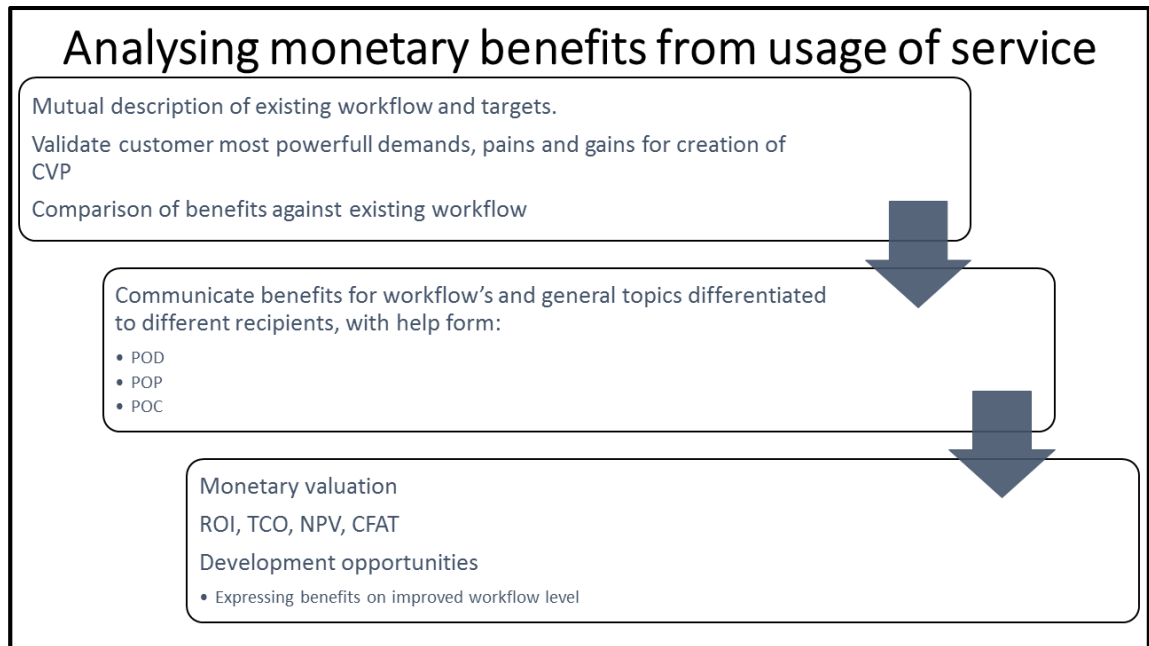 Analysing monetary benefits from usage of service
Mutual description of existing workflow and targets.
Validate customer most powerfull demands, pains and gains for creation of
CVP
Comparison of benefits against existing workflow
Communicate benefits for workflow's and general topics differentiated
to different recipients, with help form:
• POD
• POP
• POC
Monetary valuation
ROI, TCO, NPV, CFAT
Development opportunities
• Expressing benefits on improved workflow level